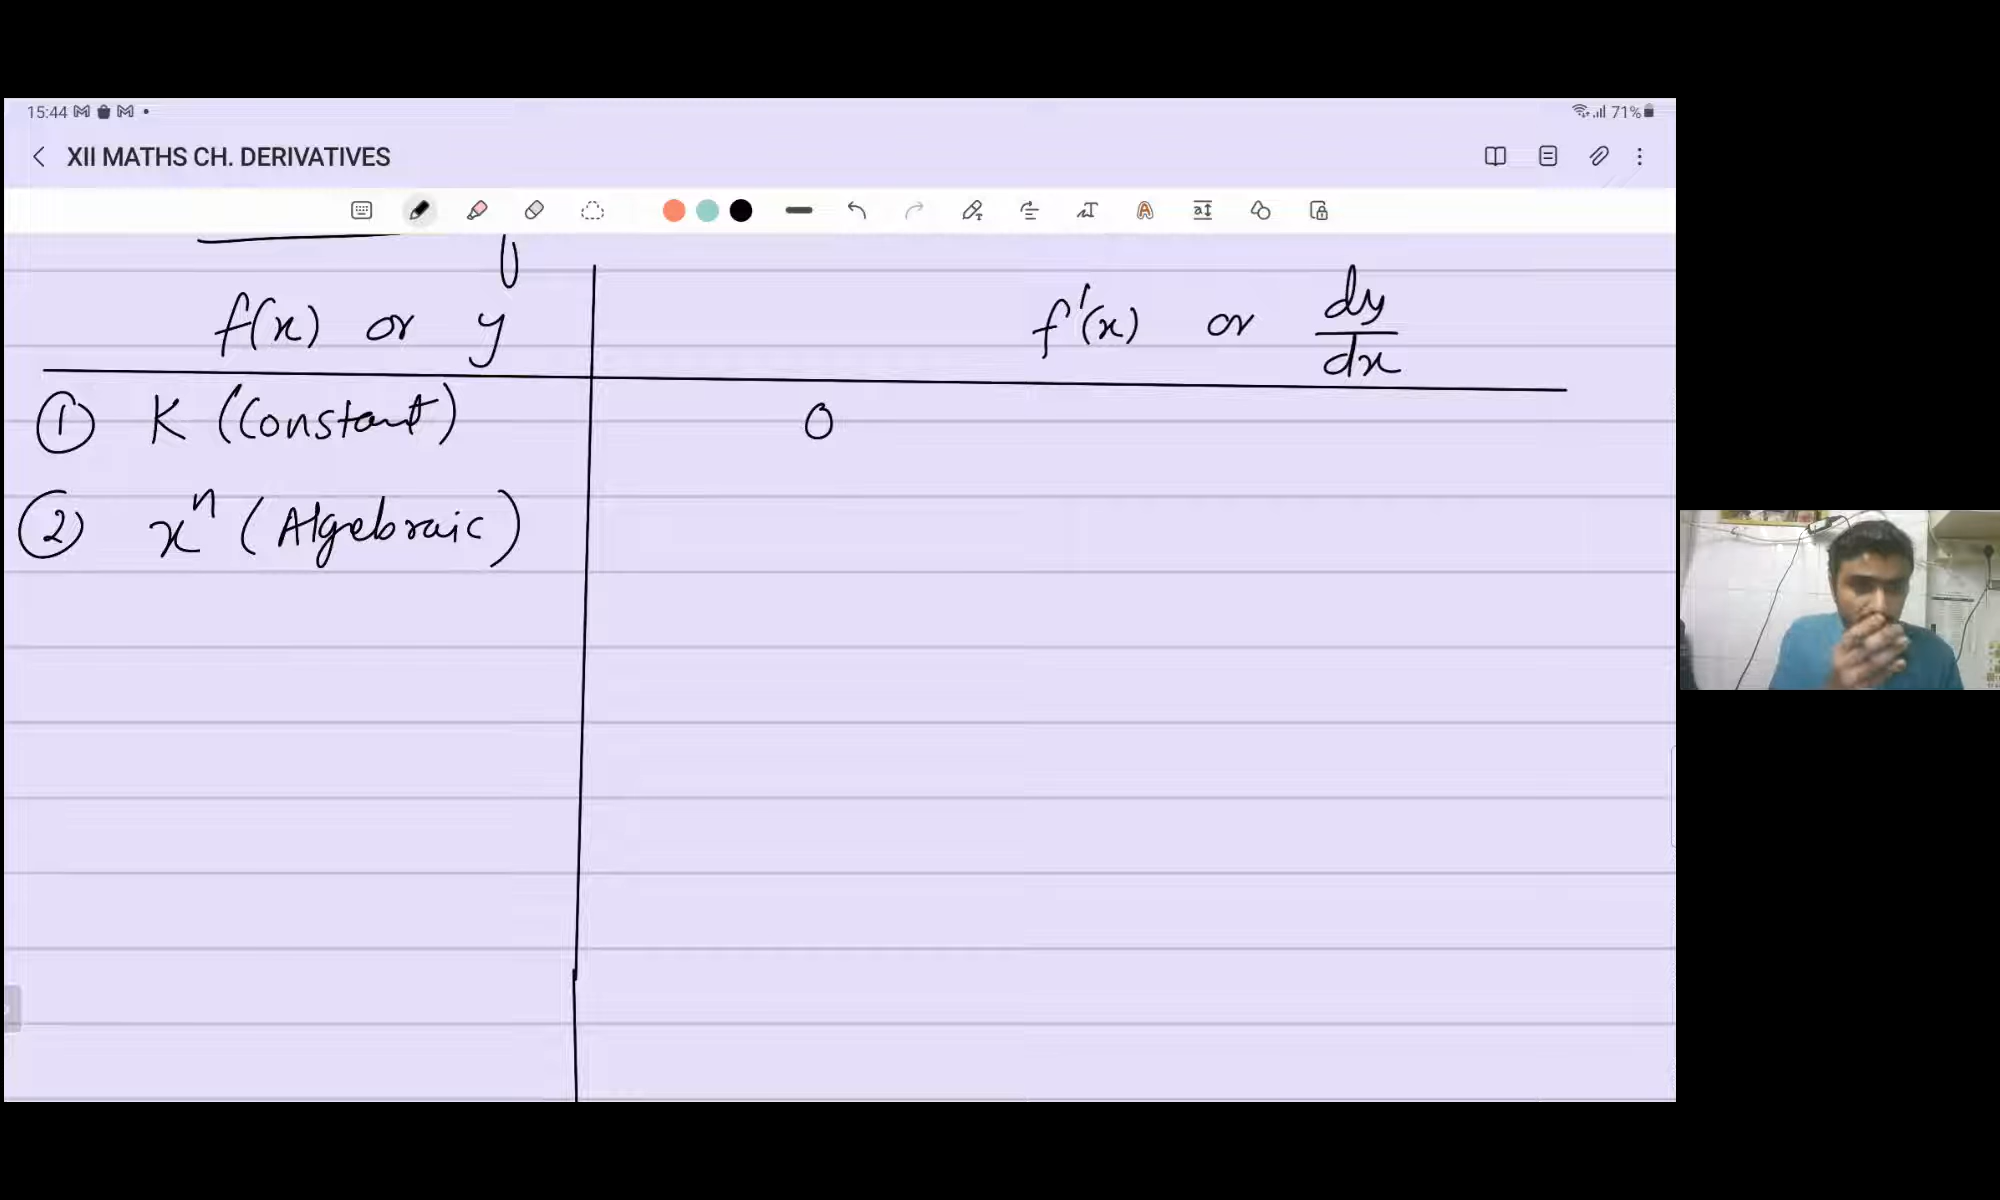 15:44
71%
XII MATHS CH. DERIVATIVES
f(x) or y
f'(x) or dy/dx
① K (Constant)
0
② xⁿ (Algebraic)